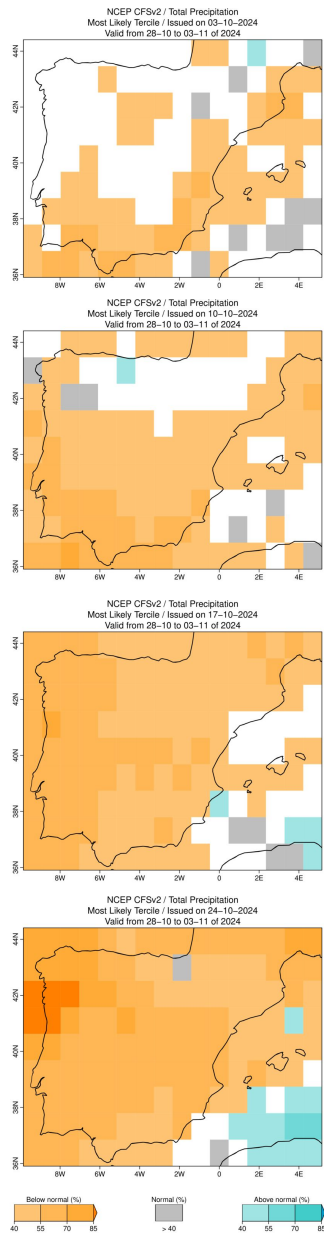 NCEP CFSv2 / Total Precipitation
Most Likely Tercile / Issued on 03−10−2024
Valid from 28−10 to 03−11 of 2024
44N
42N
40N
38N
36N
8W 6W 4W 2W 0 2E 4E
NCEP CFSv2 / Total Precipitation
Most Likely Tercile / Issued on 10−10−2024
Valid from 28−10 to 03−11 of 2024
44N
42N
40N
38N
36N
8W 6W 4W 2W 0 2E 4E
NCEP CFSv2 / Total Precipitation
Most Likely Tercile / Issued on 17−10−2024
Valid from 28−10 to 03−11 of 2024
44N
42N
40N
38N
36N
8W 6W 4W 2W 0 2E 4E
NCEP CFSv2 / Total Precipitation
Most Likely Tercile / Issued on 24−10−2024
Valid from 28−10 to 03−11 of 2024
44N
42N
40N
38N
36N
8W 6W 4W 2W 0 2E 4E
Below normal (%) Normal (%) Above normal (%)
40 55 70 85 > 40 40 55 70 85